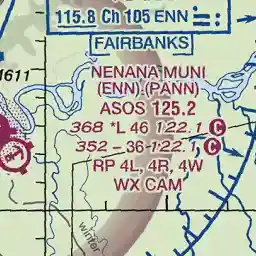 115.8 Ch 105 ENN
FAIRBANKS
1611
NENANA MUNI
(ENN) (PANN)
ASOS 125.2
368 *L 46 122.1 C
352 - 36 122.1 C
RP 4L, 4R, 4W
WX CAM
winter